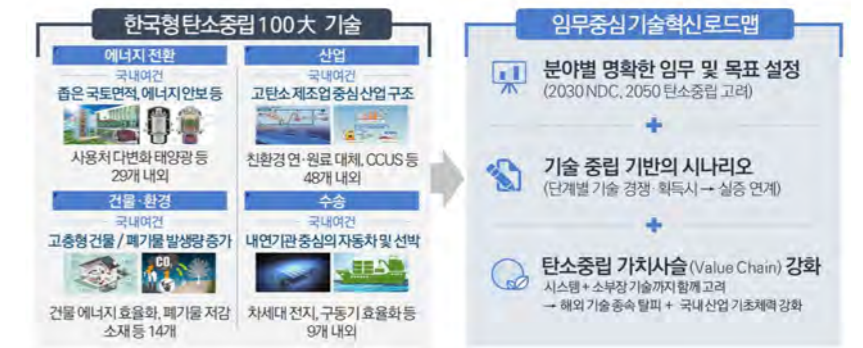 한국형 탄소중립 100大 기술
에너지 전환
국내여건
좁은 국토면적, 에너지 안보 등
사용처 다변화 태양광 등
29개 내외
산업
국내여건
고탄소 제조업 중심 산업 구조
친환경 연·원료 대체, CCUS 등
48개 내외
건물·환경
국내여건
고층형 건물 / 폐기물 발생량 증가
CO₂
건물 에너지 효율화, 폐기물 저감
소재 등 14개
수송
국내여건
내연기관 중심의 자동차 및 선박
차세대 전지, 구동기 효율화 등
9개 내외
임무중심 기술혁신 로드맵
분야별 명확한 임무 및 목표 설정
(2030 NDC, 2050 탄소중립 고려)
+
기술 중립 기반의 시나리오
(단계별 기술 경쟁·획득시 → 실증 연계)
+
탄소중립 가치사슬(Value Chain) 강화
시스템 + 소부장 기술까지 함께 고려
→ 해외 기술 종속 탈피 + 국내 산업 기초체력 강화